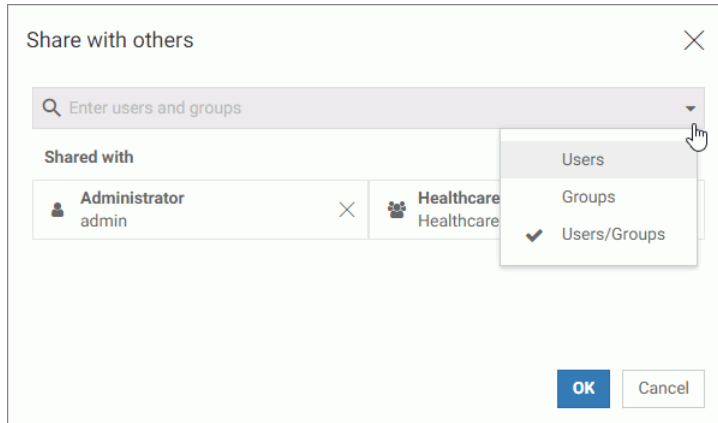 Share with others
Enter users and groups
Users
Shared with
Groups
Administrator
Healthcare
admin
Healthcare
Users/Groups
OK
Cancel